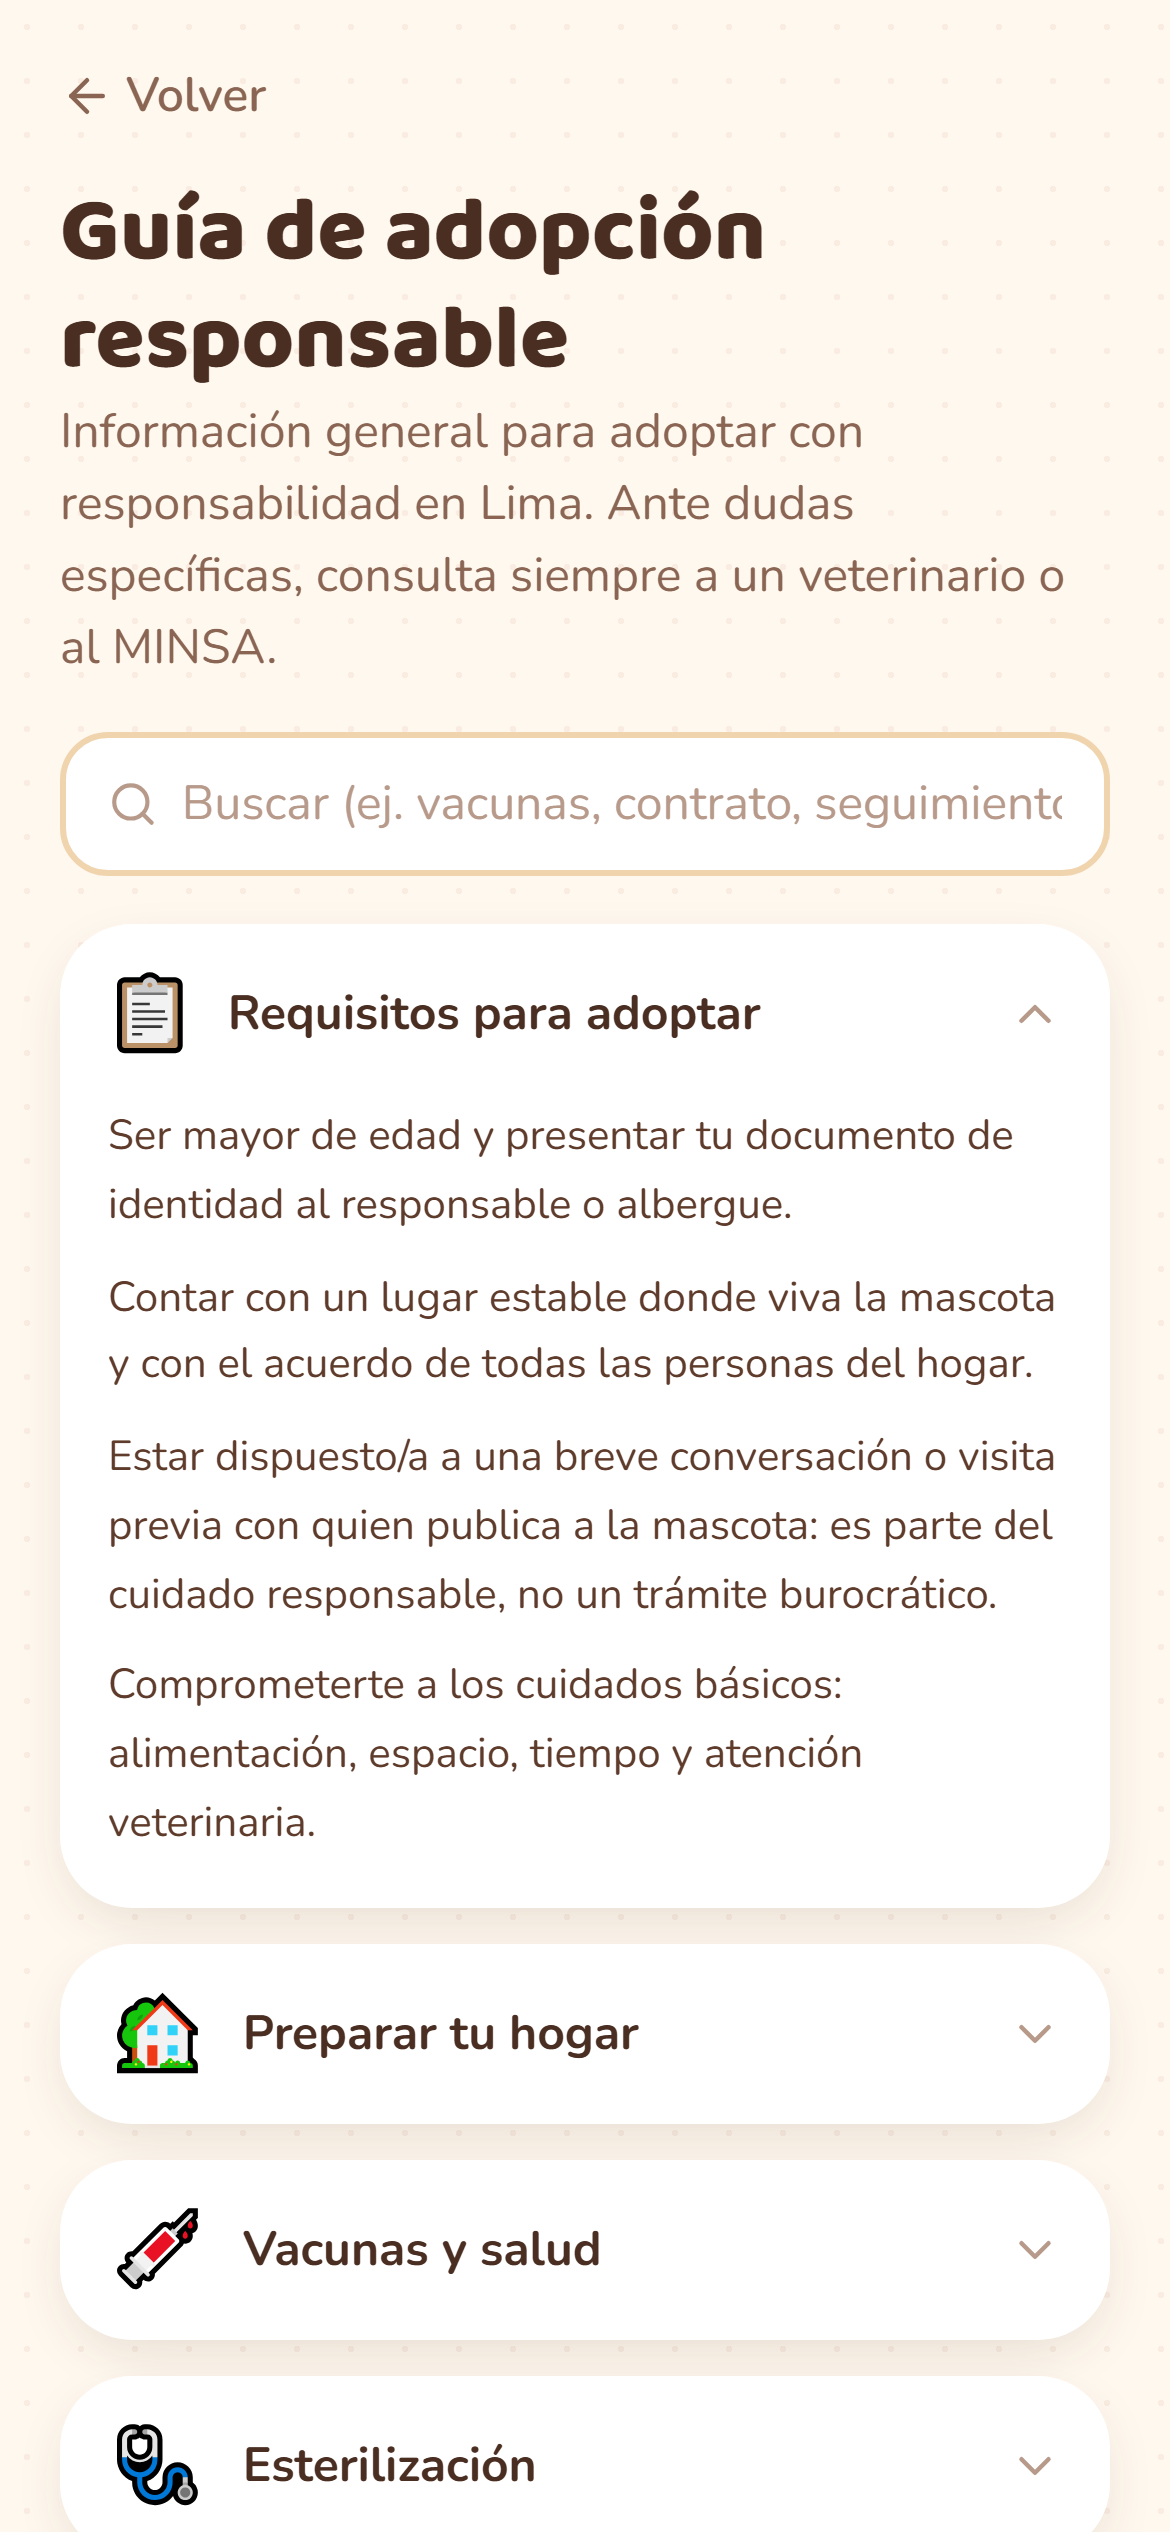 Volver
Guía de adopción
responsable
Información general para adoptar con
responsabilidad en Lima. Ante dudas
específicas, consulta siempre a un veterinario o
al MINSA.
Buscar (ej. vacunas, contrato, seguimiento
Requisitos para adoptar
Ser mayor de edad y presentar tu documento de
identidad al responsable o albergue.
Contar con un lugar estable donde viva la mascota
y con el acuerdo de todas las personas del hogar.
Estar dispuesto/a a una breve conversación o visita
previa con quien publica a la mascota: es parte del
cuidado responsable, no un trámite burocrático.
Comprometerte a los cuidados básicos:
alimentación, espacio, tiempo y atención
veterinaria.
Preparar tu hogar
Vacunas y salud
Esterilización